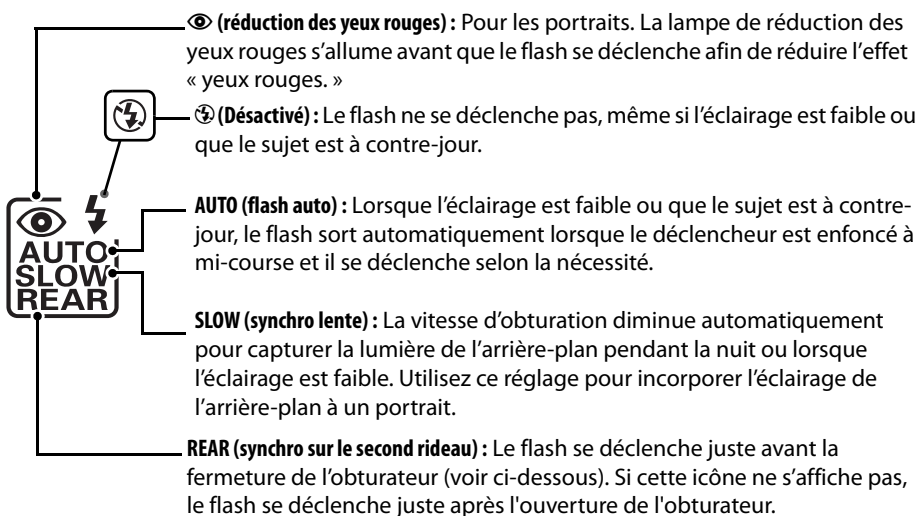 (réduction des yeux rouges) : Pour les portraits. La lampe de réduction des
yeux rouges s’allume avant que le flash se déclenche afin de réduire l’effet
« yeux rouges. »
(Désactivé) : Le flash ne se déclenche pas, même si l’éclairage est faible ou
que le sujet est à contre-jour.
AUTO (flash auto) : Lorsque l’éclairage est faible ou que le sujet est à contre-
jour, le flash sort automatiquement lorsque le déclencheur est enfoncé à
mi-course et il se déclenche selon la nécessité.
AUTO
SLOW
REAR
SLOW (synchro lente) : La vitesse d’obturation diminue automatiquement
pour capturer la lumière de l’arrière-plan pendant la nuit ou lorsque
l’éclairage est faible. Utilisez ce réglage pour incorporer l’éclairage de
l’arrière-plan à un portrait.
REAR (synchro sur le second rideau) : Le flash se déclenche juste avant la
fermeture de l’obturateur (voir ci-dessous). Si cette icône ne s’affiche pas,
le flash se déclenche juste après l'ouverture de l'obturateur.